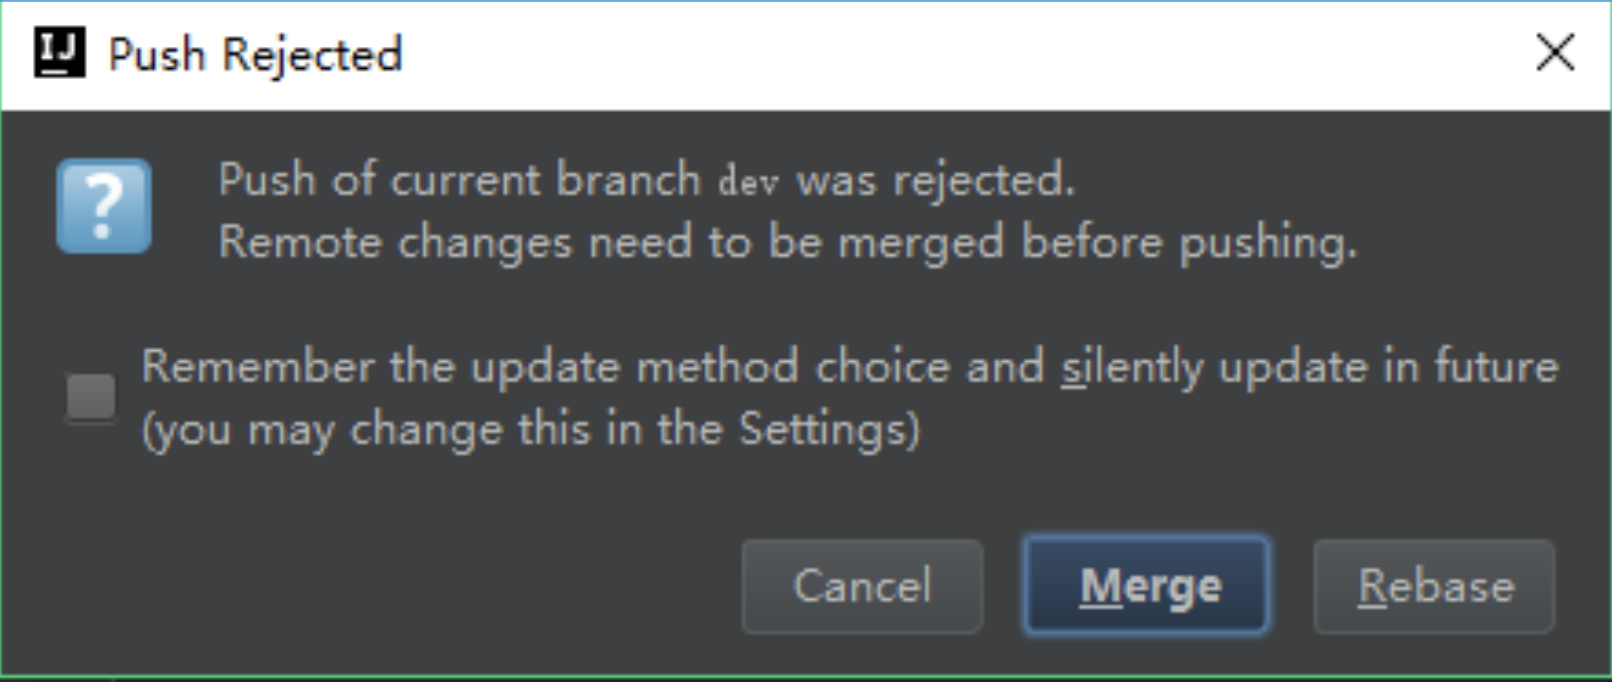 IJ Push Rejected
Push of current branch dev was rejected.
Remote changes need to be merged before pushing.
Remember the update method choice and silently update in future
(you may change this in the Settings)
Cancel Merge Rebase